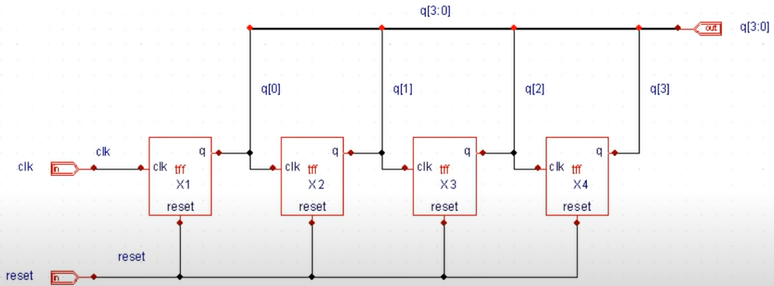 q[3:0]
out
q[3:0]
q[0]
q[1]
q[2]
q[3]
clk
in
clk
clk
tff
X1
q
reset
clk
tff
X2
q
reset
clk
tff
X3
q
reset
clk
tff
X4
q
reset
reset
reset
in